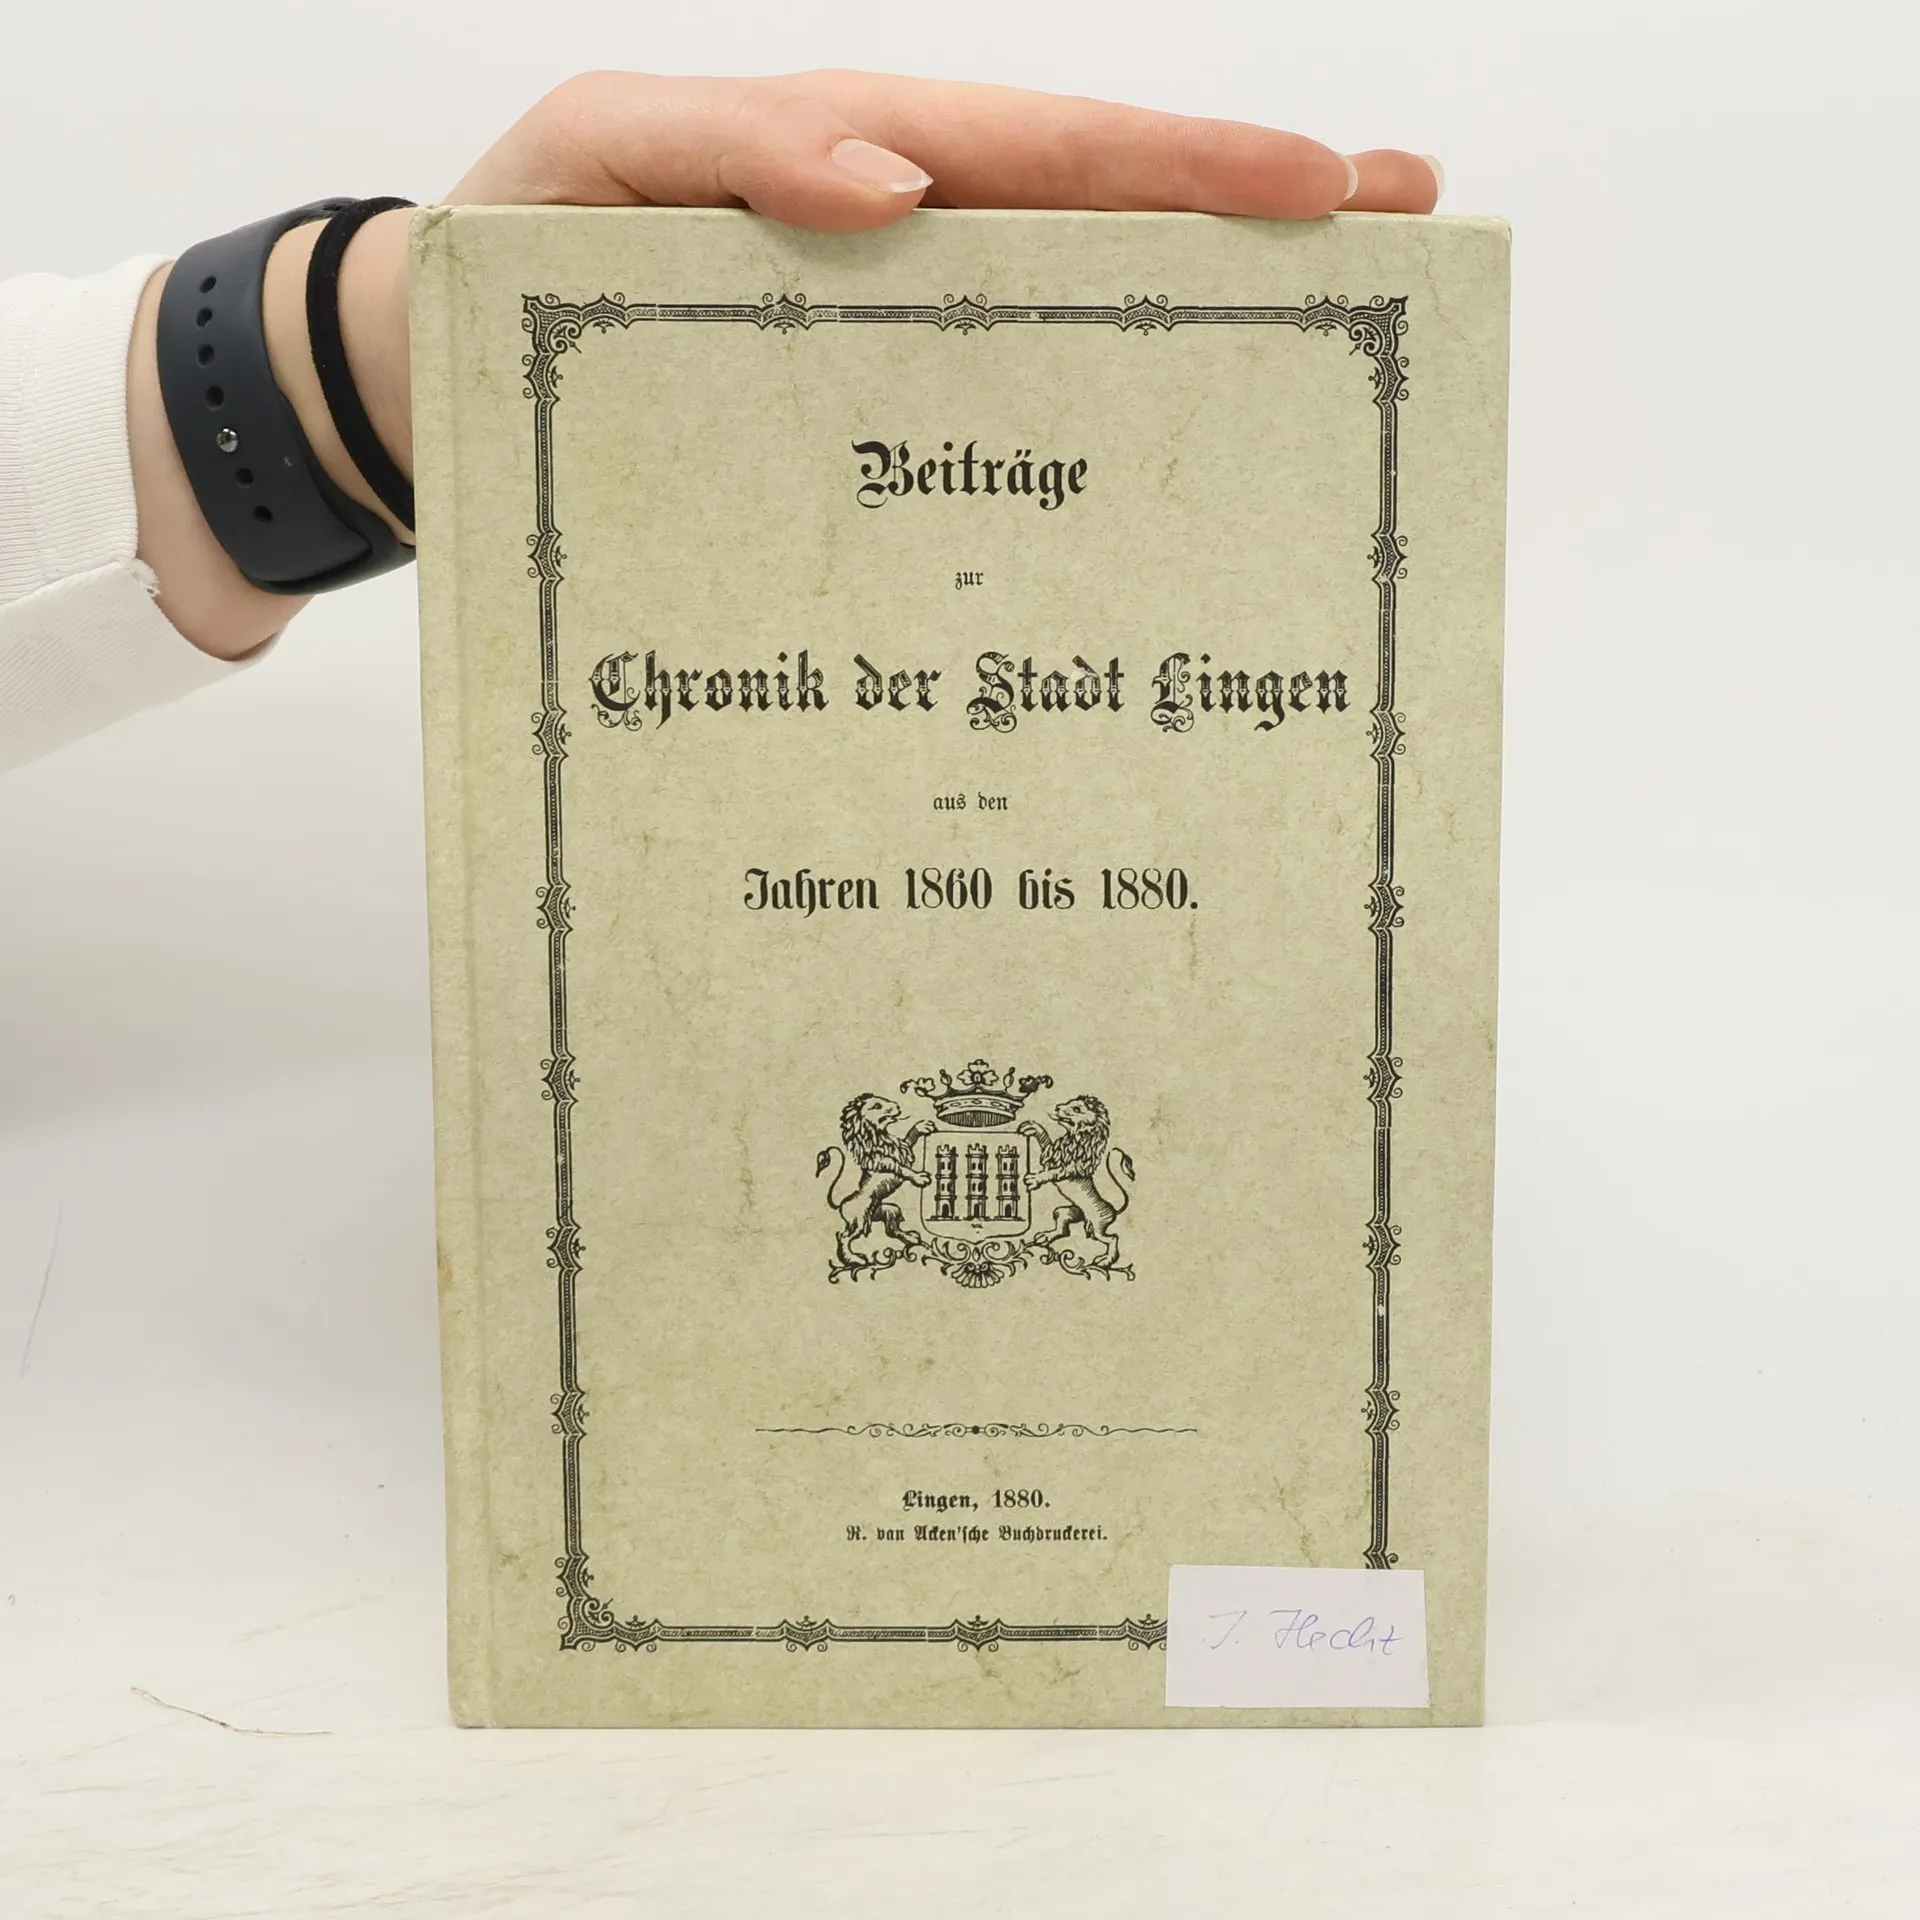 Beiträge
zur
Chronik der Stadt Lingen
aus den
Jahren 1860 bis 1880.
Lingen, 1880.
R. van Acken'sche Buchdruckerei.
J. Hecht